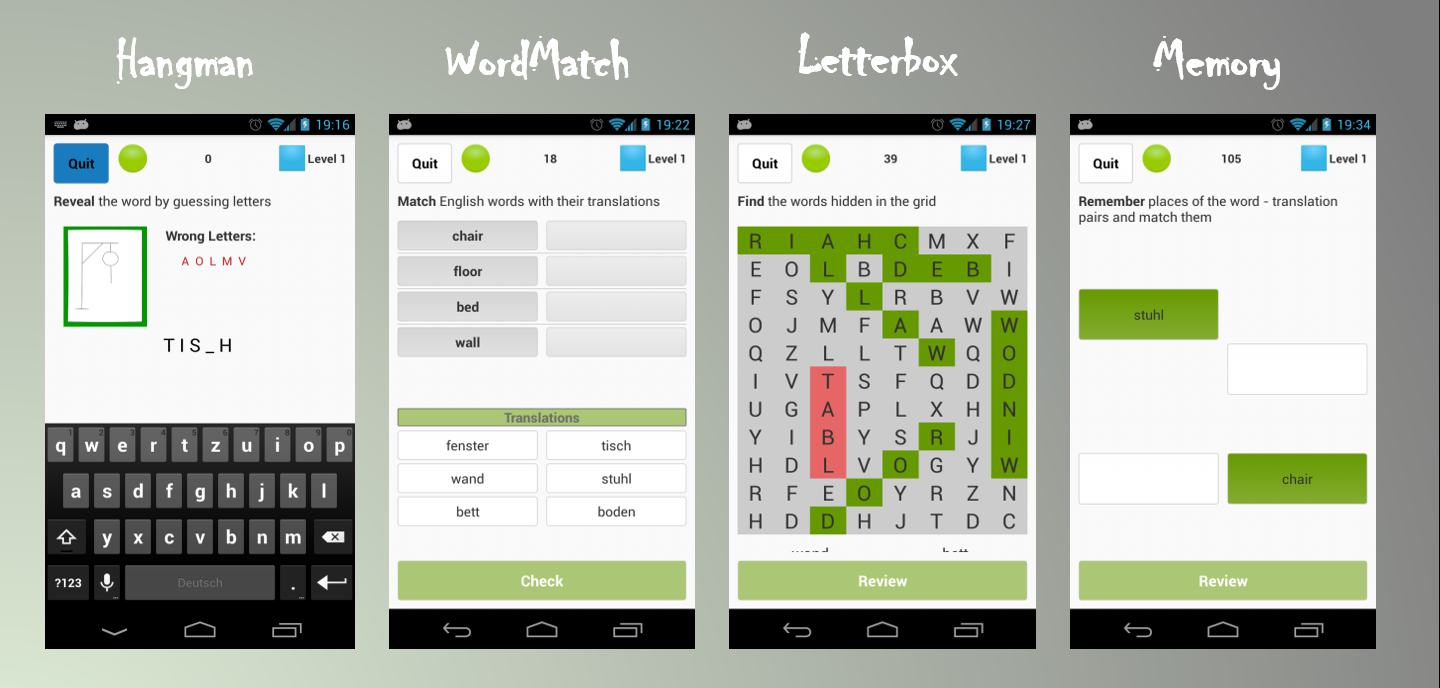 Hangman
WordMatch
Letterbox
Memory
19:16
Quit
0
Level 1
Reveal the word by guessing letters
Wrong Letters:
A O L M V
T I S _ H
q w e r t z u i o p
a s d f g h j k l
y x c v b n m
?123
Deutsch
.
19:22
Quit
18
Level 1
Match English words with their translations
chair
floor
bed
wall
Translations
fenster tisch
wand stuhl
bett boden
Check
19:27
Quit
39
Level 1
Find the words hidden in the grid
R I A H C M X F
E O L B D E B I
F S Y L R B V W
O J M F A A W W
Q Z L L T W Q O
I V T S F Q D D
U G A P L X H N
Y I B Y S R J I
H D L V O G Y W
R F E O Y R Z N
H D D H J T D C
wand bett
Review
19:34
Quit
105
Level 1
Remember places of the word - translation
pairs and match them
stuhl
chair
Review